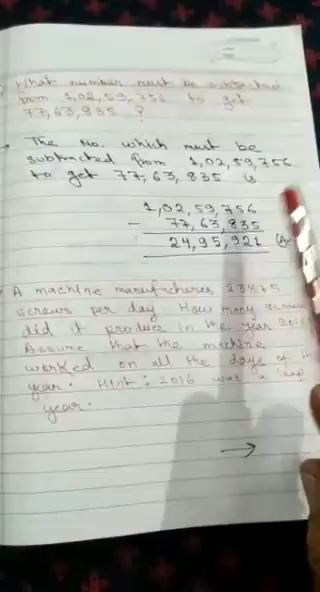 What number must be subtracted
from 1,02,59,756 to get
77,63,835 ?
The No. which must be
subtracted from 1,02,59,756
to get 77,63,835 is
1,02,59,756
- 77,63,835
24,95,921
A machine manufactures 23475
screws per day How many screws
did it produce in the year 2016
Assume that the machine
worked on all the days of
year. Hint : 2016 was a leap
year.
→